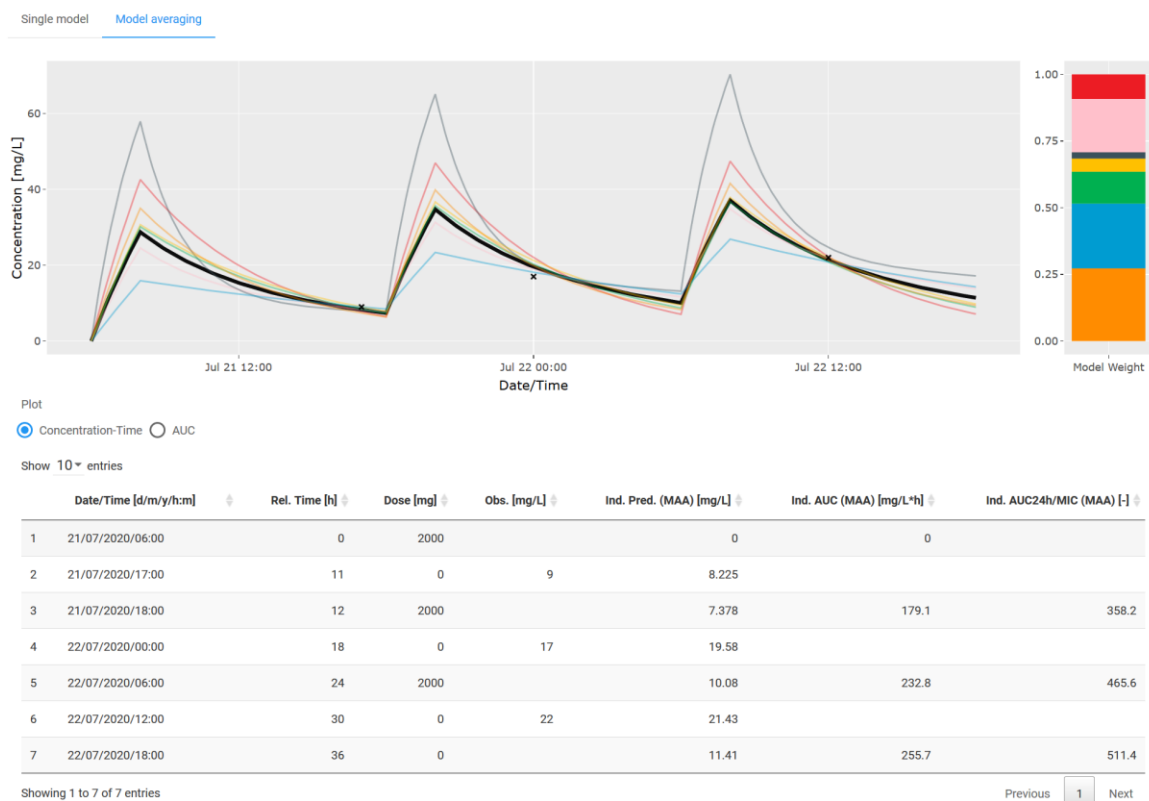 Single model Model averaging
Concentration [mg/L]
60
40
20
0
Jul 21 12:00 Jul 22 00:00 Jul 22 12:00
Date/Time
1.00
0.75
0.50
0.25
0.00
Model Weight
Plot
Concentration-Time AUC
Show 10 entries
Date/Time [d/m/y/h:m] Rel. Time [h] Dose [mg] Obs. [mg/L] Ind. Pred. (MAA) [mg/L] Ind. AUC (MAA) [mg/L*h] Ind. AUC24h/MIC (MAA) [-]
1 21/07/2020/06:00 0 2000 0 0
2 21/07/2020/17:00 11 0 9 8.225
3 21/07/2020/18:00 12 2000 7.378 179.1 358.2
4 22/07/2020/00:00 18 0 17 19.58
5 22/07/2020/06:00 24 2000 10.08 232.8 465.6
6 22/07/2020/12:00 30 0 22 21.43
7 22/07/2020/18:00 36 0 11.41 255.7 511.4
Showing 1 to 7 of 7 entries Previous 1 Next